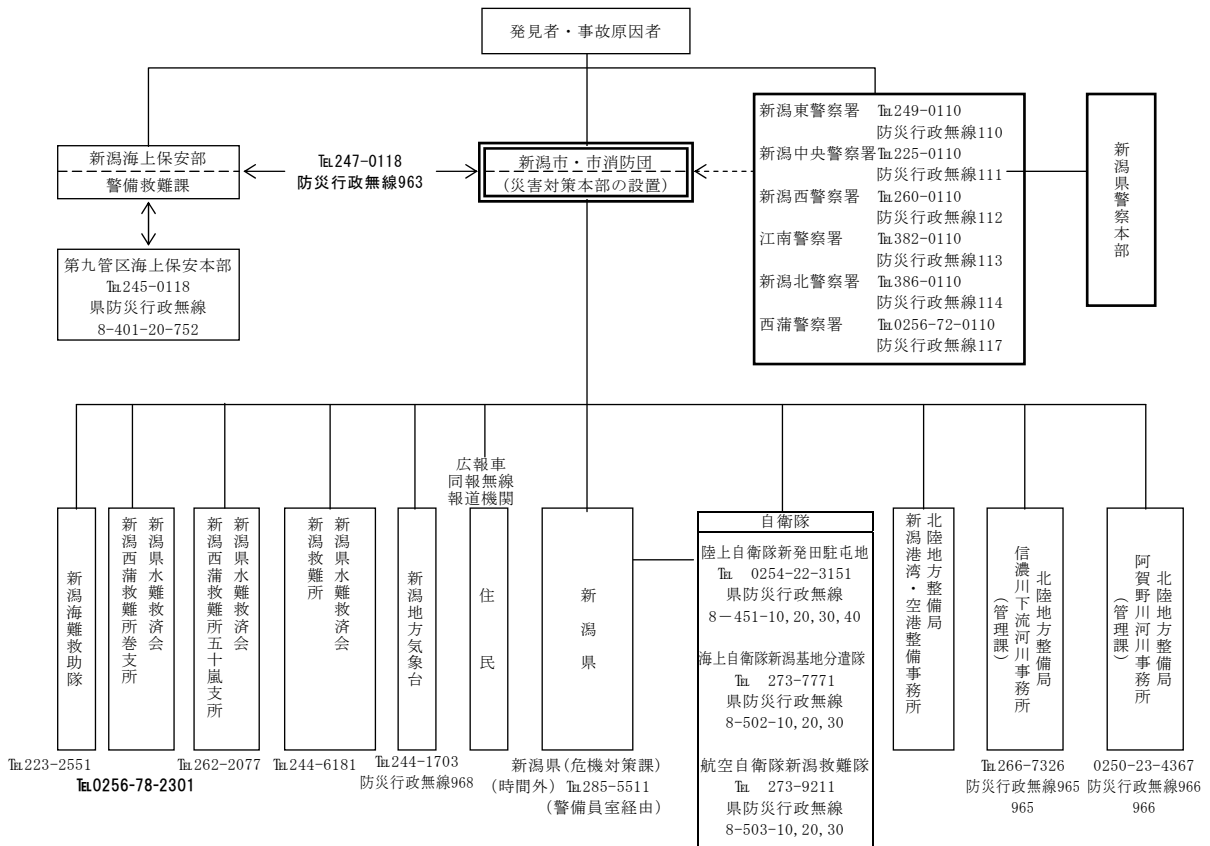 発見者・事故原因者
新潟海上保安部
警備救難課
℡247-0118
防災行政無線963
新潟市・市消防団
(災害対策本部の設置)
新潟東警察署 ℡249-0110
防災行政無線110
新潟中央警察署℡225-0110
防災行政無線111
新潟西警察署 ℡260-0110
防災行政無線112
江南警察署 ℡382-0110
防災行政無線113
新潟北警察署 ℡386-0110
防災行政無線114
西蒲警察署 ℡0256-72-0110
防災行政無線117
新潟県警察本部
第九管区海上保安本部
℡245-0118
県防災行政無線
8-401-20-752
新潟海難救助隊
℡223-2551
新潟県水難救済会
新潟西蒲救難所巻支所
℡0256-78-2301
新潟県水難救済会
新潟西蒲救難所五十嵐支所
℡262-2077
新潟県水難救済会
新潟救難所
℡244-6181
新潟地方気象台
℡244-1703
防災行政無線968
広報車
同報無線
報道機関
住民
新潟県
新潟県(危機対策課)
(時間外) ℡285-5511
(警備員室経由)
自衛隊
陸上自衛隊新発田駐屯地
℡ 0254-22-3151
県防災行政無線
8－451-10,20,30,40
海上自衛隊新潟基地分遣隊
℡ 273-7771
県防災行政無線
8-502-10,20,30
航空自衛隊新潟救難隊
℡ 273-9211
県防災行政無線
8-503-10,20,30
北陸地方整備局
新潟港湾・空港整備事務所
北陸地方整備局
信濃川下流河川事務所
(管理課)
℡266-7326
防災行政無線965
965
北陸地方整備局
阿賀野川河川事務所
(管理課)
0250-23-4367
防災行政無線966
966